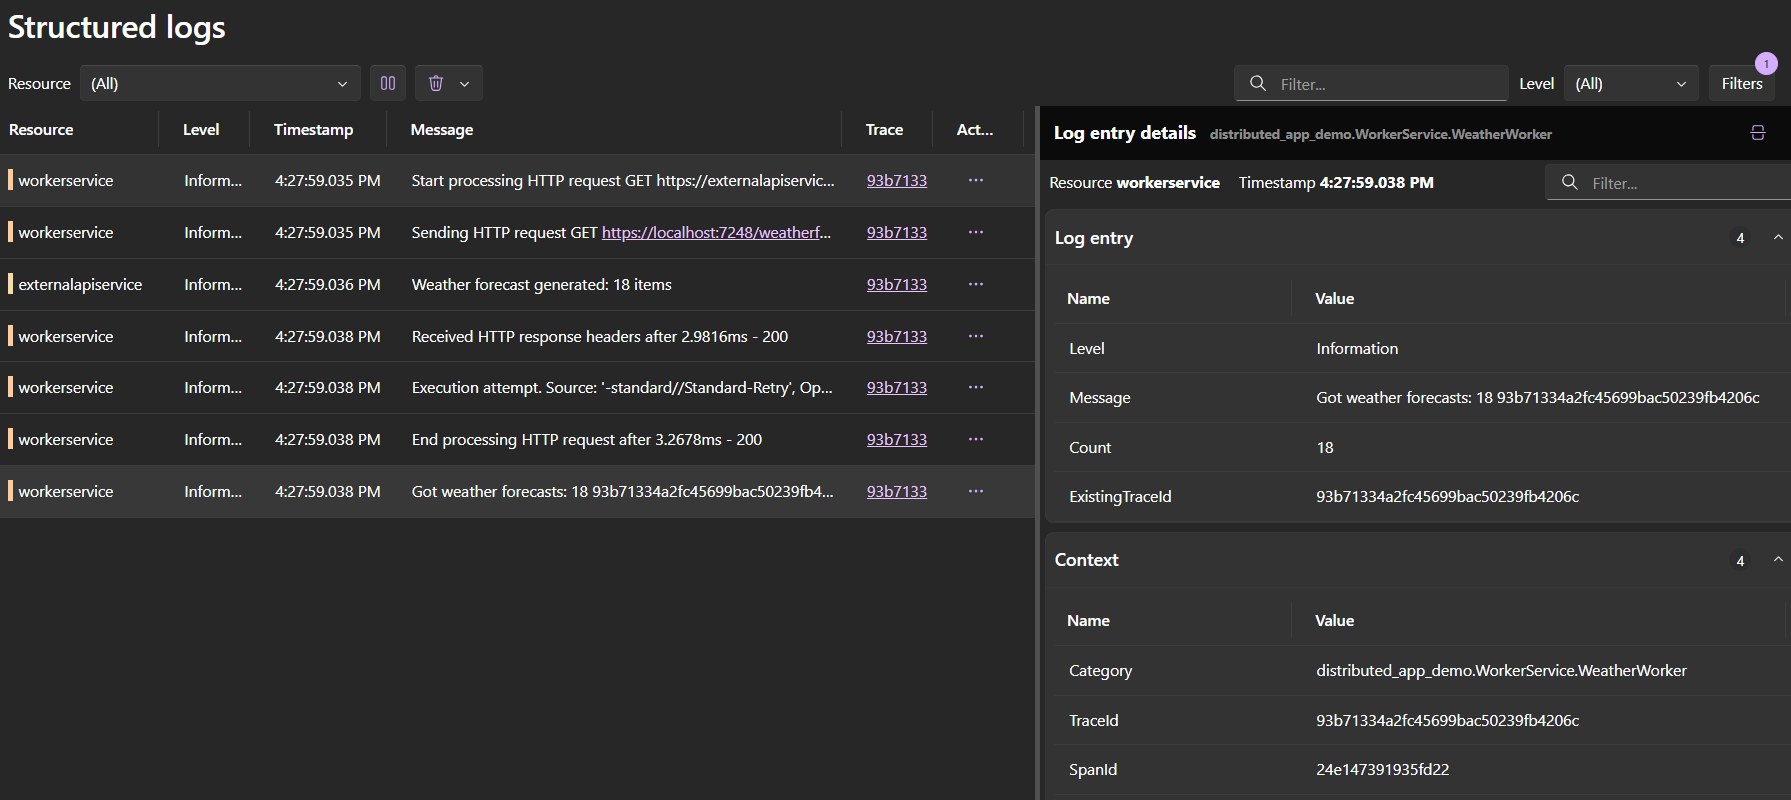 Structured logs
Resource (All)
Filter... Level (All) Filters 1
Resource Level Timestamp Message Trace Act...
workerservice Inform... 4:27:59.035 PM Start processing HTTP request GET https://externalapiservic... 93b7133 ...
workerservice Inform... 4:27:59.035 PM Sending HTTP request GET https://localhost:7248/weatherf... 93b7133 ...
externalapiservice Inform... 4:27:59.036 PM Weather forecast generated: 18 items 93b7133 ...
workerservice Inform... 4:27:59.038 PM Received HTTP response headers after 2.9816ms - 200 93b7133 ...
workerservice Inform... 4:27:59.038 PM Execution attempt. Source: '-standard//Standard-Retry', Op... 93b7133 ...
workerservice Inform... 4:27:59.038 PM End processing HTTP request after 3.2678ms - 200 93b7133 ...
workerservice Inform... 4:27:59.038 PM Got weather forecasts: 18 93b71334a2fc45699bac50239fb4... 93b7133 ...
Log entry details distributed_app_demo.WorkerService.WeatherWorker
Resource workerservice Timestamp 4:27:59.038 PM Filter...
Log entry 4
Name Value
Level Information
Message Got weather forecasts: 18 93b71334a2fc45699bac50239fb4206c
Count 18
ExistingTraceId 93b71334a2fc45699bac50239fb4206c
Context 4
Name Value
Category distributed_app_demo.WorkerService.WeatherWorker
TraceId 93b71334a2fc45699bac50239fb4206c
SpanId 24e147391935fd22